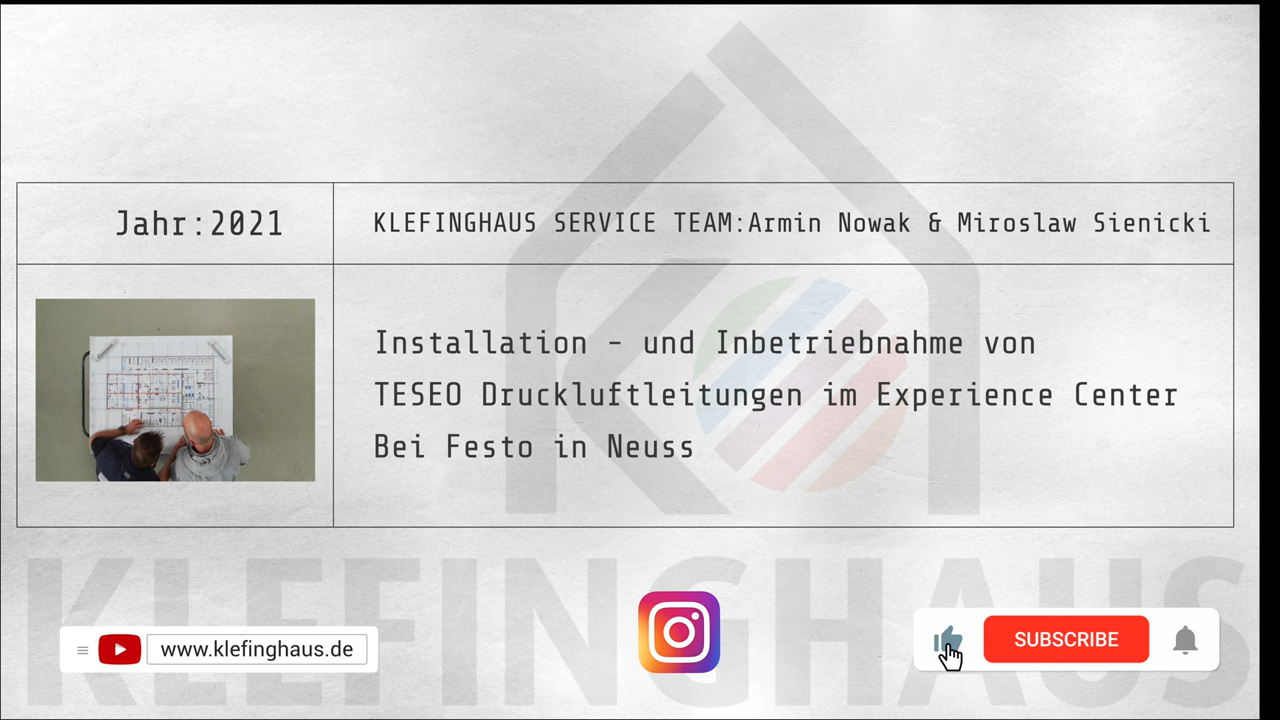 Jahr:2021
KLEFINGHAUS SERVICE TEAM:Armin Nowak & Miroslaw Sienicki
Installation - und Inbetriebnahme von
TESEO Druckluftleitungen im Experience Center
Bei Festo in Neuss
KLEFINGHAUS
www.klefinghaus.de
SUBSCRIBE